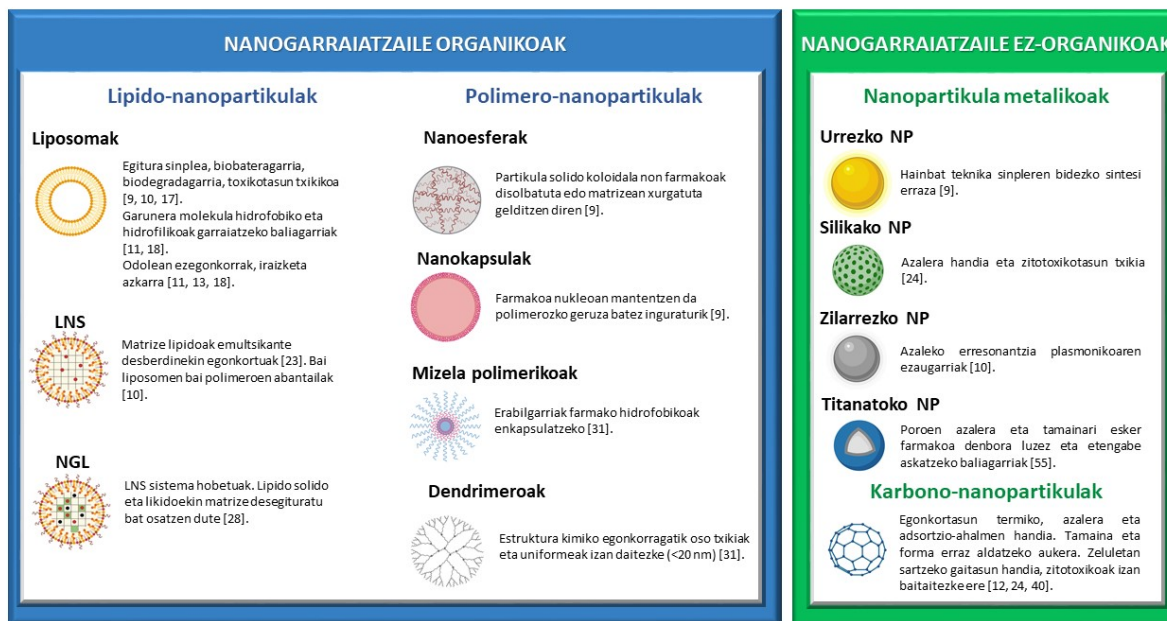 NANOGARRAIATZAILE ORGANIKOAK
Lipido-nanopartikulak
Liposomak
Egitura sinplea, biobateragarria,
biodegradagarria, toxikotasun txikikoa
[9, 10, 17].
Garunera molekula hidrofobiko eta
hidrofilikoak garraiatzeko baliagarriak
[11, 18].
Odolean ezegonkorrak, iraizketa
azkarra [11, 13, 18].
LNS
Matrize lipidoak emultsikante
desberdinekin egonkortuak [23]. Bai
liposomen bai polimeroen abantailak
[10].
NGL
LNS sistema hobetuak. Lipido solido
eta likidoekin matrize desegituratu
bat osatzen dute [28].
Polimero-nanopartikulak
Nanoesferak
Partikula solido koloidala non farmakoak
disolbatuta edo matrizean xurgatuta
gelditzen diren [9].
Nanokapsulak
Farmakoa nukleoan mantentzen da
polimerozko geruza batez inguraturik [9].
Mizela polimerikoak
Erabilgarriak farmako hidrofobikoak
enkapsulatzeko [31].
Dendrimeroak
Estruktura kimiko egonkorragatik oso txikiak
eta uniformeak izan daitezke (<20 nm) [31].
NANOGARRAIATZAILE EZ-ORGANIKOAK
Nanopartikula metalikoak
Urrezko NP
Hainbat teknika sinpleren bidezko sintesi
erraza [9].
Silikako NP
Azalera handia eta zitotoxikotasun txikia
[24].
Zilarrezko NP
Azaleko erresonantzia plasmonikoaren
ezaugarriak [10].
Titanatoko NP
Poroen azalera eta tamainari esker
farmakoa denbora luzez eta etengabe
askatzeko baliagarriak [55].
Karbono-nanopartikulak
Egonkortasun termiko, azalera eta
adsortzio-ahalmen handia. Tamaina eta
forma erraz aldatzeko aukera. Zeluletan
sartzeko gaitasun handia, zitotoxikoak izan
baitaitezke ere [12, 24, 40].